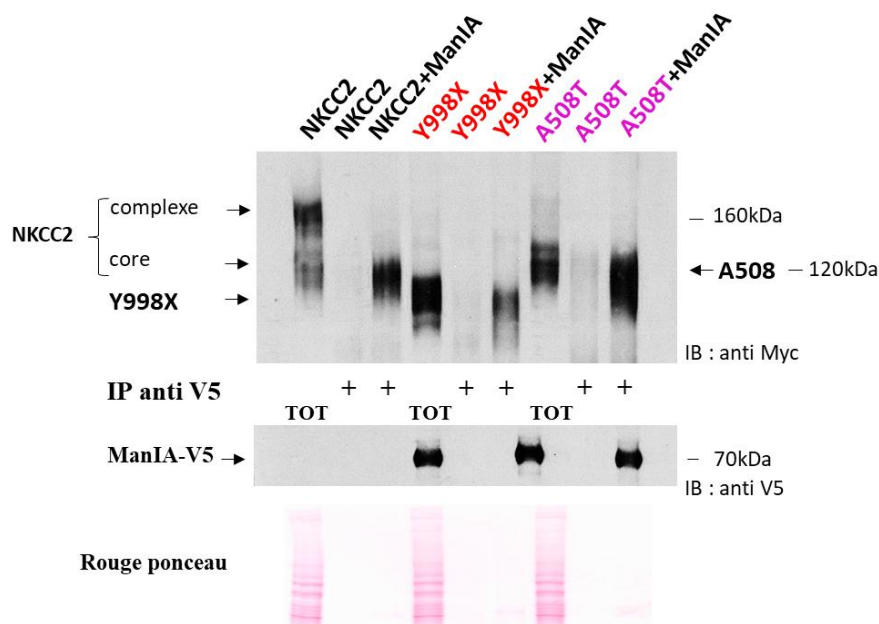 NKCC2
NKCC2
NKCC2+ManIA
Y998X
Y998X
Y998X+ManIA
A508T
A508T
A508T+ManIA
NKCC2
complexe
core
Y998X
160kDa
A508
120kDa
IB : anti Myc
IP anti V5 + + + + + +
TOT TOT TOT
ManIA-V5
70kDa
IB : anti V5
Rouge ponceau